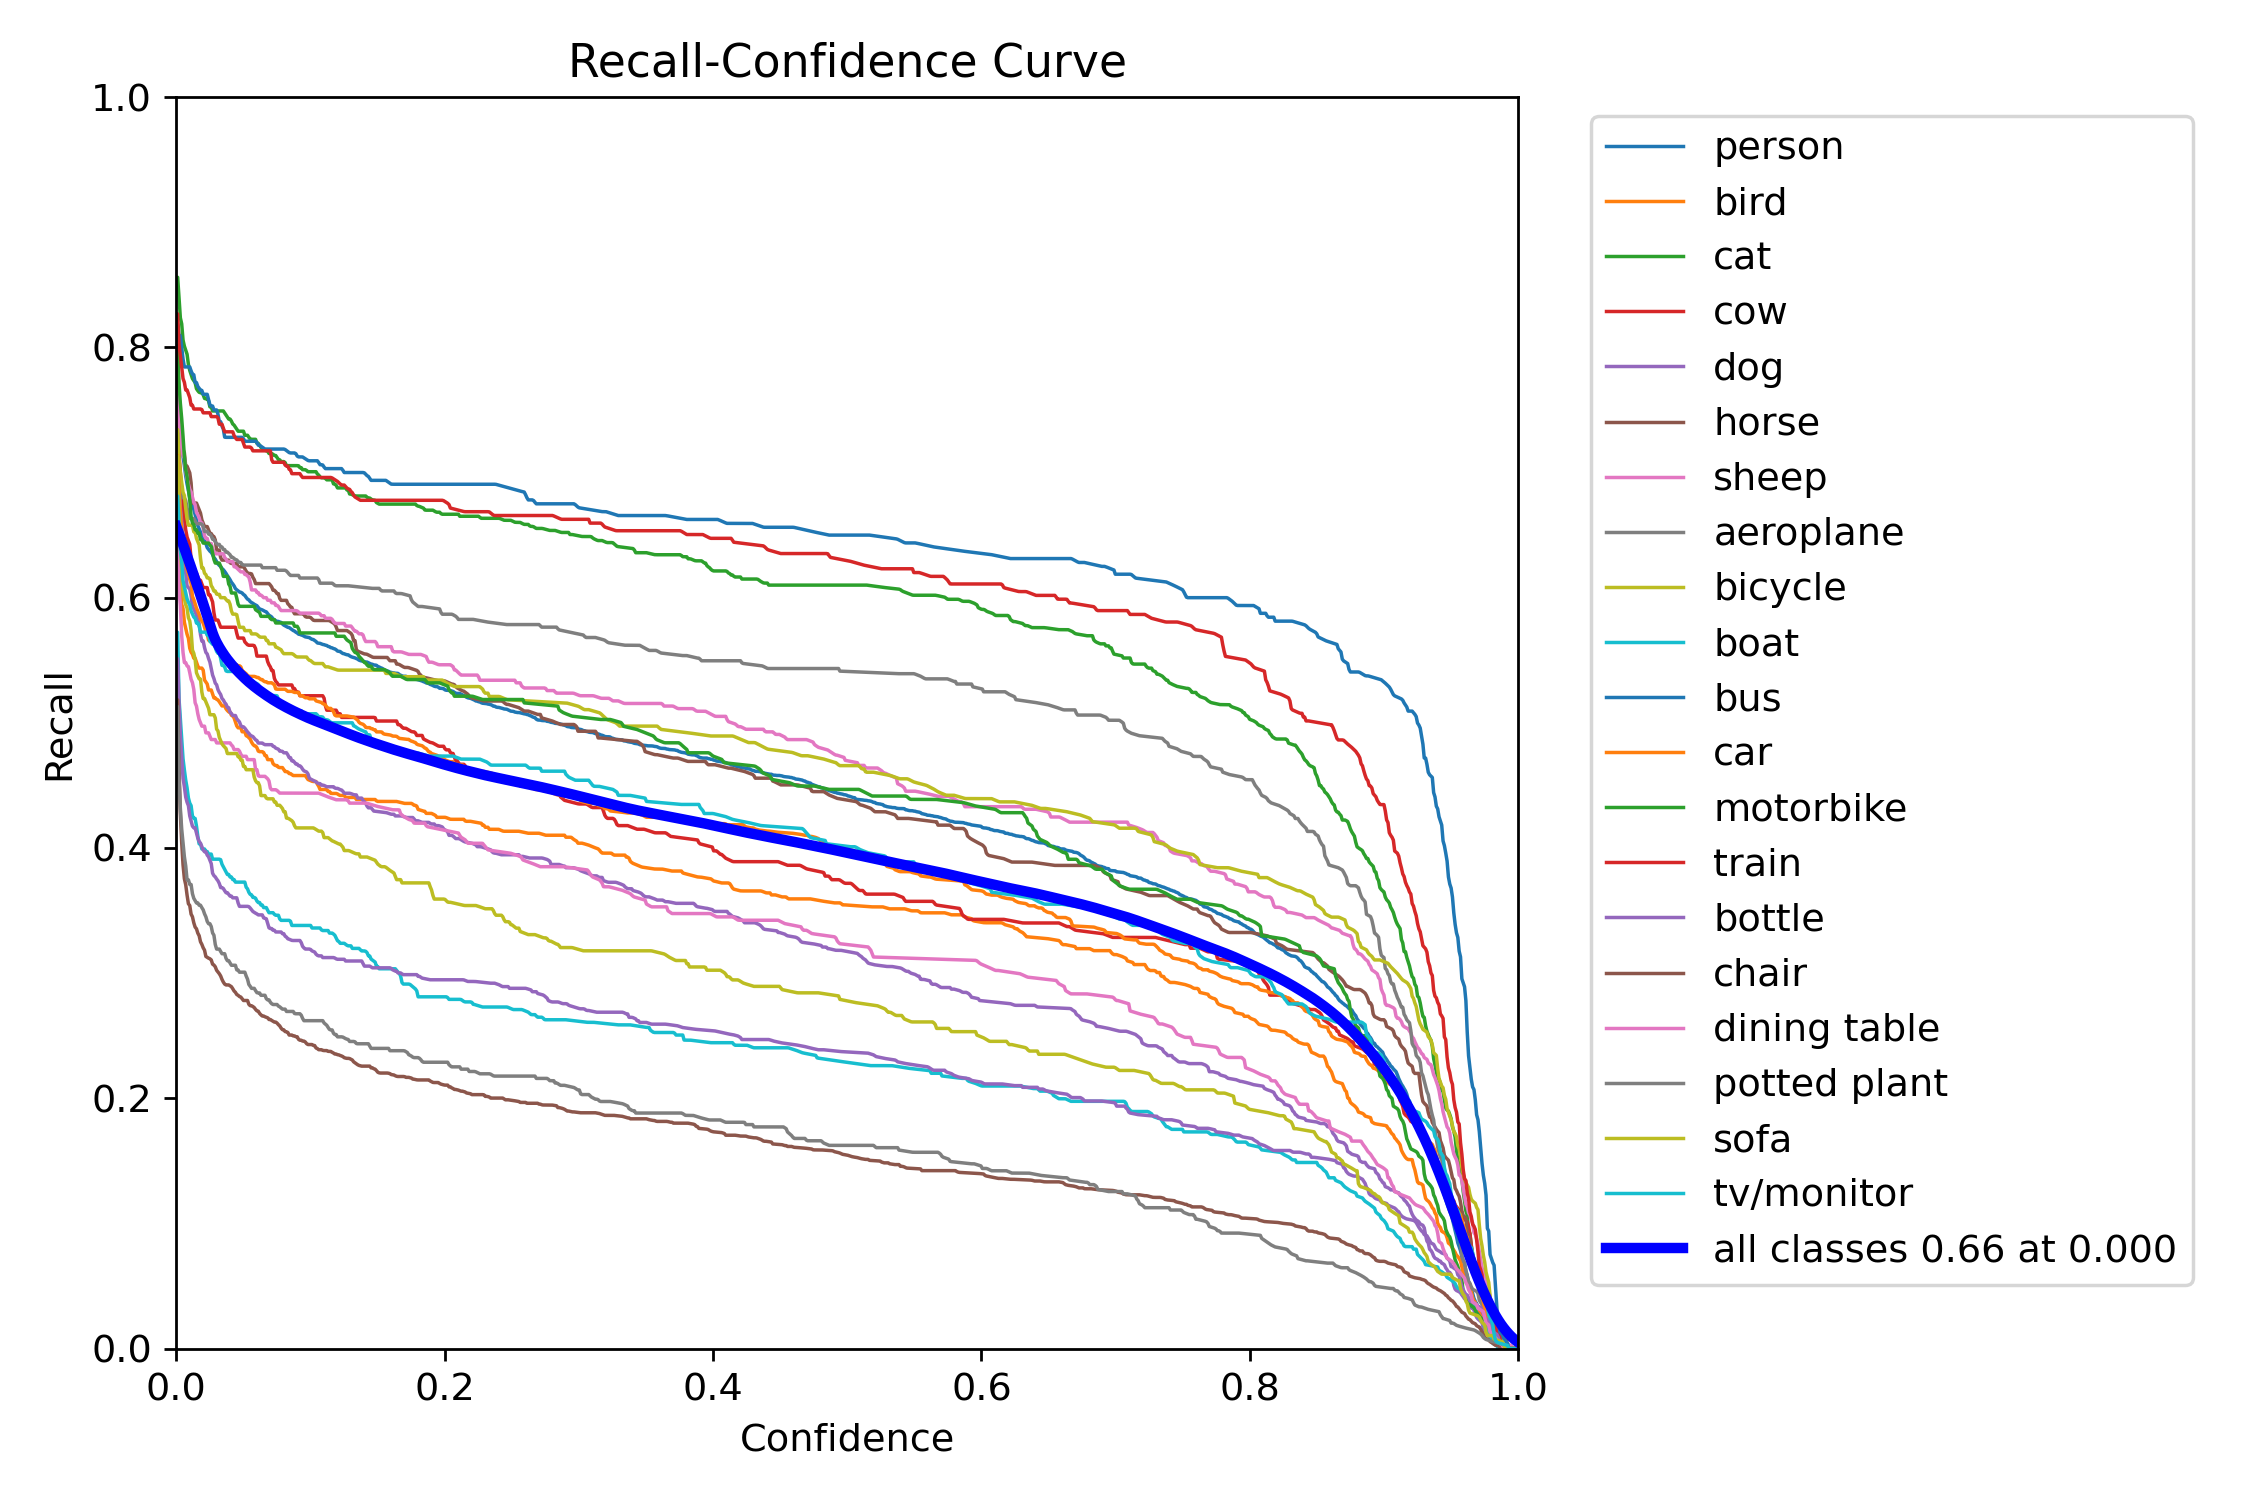 Recall-Confidence Curve
1.0
0.8
0.6
0.4
0.2
0.0
Recall
0.0 0.2 0.4 0.6 0.8 1.0
Confidence
person
bird
cat
cow
dog
horse
sheep
aeroplane
bicycle
boat
bus
car
motorbike
train
bottle
chair
dining table
potted plant
sofa
tv/monitor
all classes 0.66 at 0.000